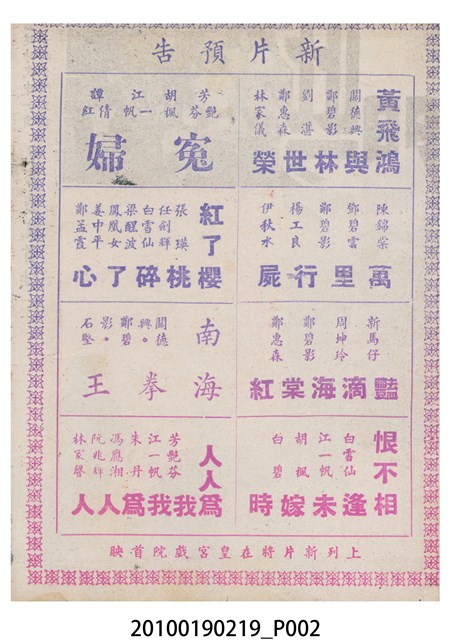 新片預告
黃飛鴻與林世榮
關德興
鄭碧影
劉湛
鄭惠森
林家儀
芳艷芬
胡楓
江一帆
譚倩紅
冤婦
陳錦棠
鄧碧雲
鄭碧影
楊工良
伊秋水
萬里行屍
紅了櫻桃碎了心
張瑛
任劍輝
白雪仙
梁醒波
鳳凰女
姜中平
鄭孟霞
新馬仔
周坤玲
鄭碧影
鄭惠森
豔滴海棠紅
南海拳王
關德
興。
鄭碧
影。
石堅
恨不相逢未嫁時
白雪仙
江一帆
胡楓
白碧
人人爲我我爲人人
芳艷芬
江一帆
朱丹
馮應湘
阮兆輝
林家聲
上列新片將在皇宮戲院首映
20100190219_P002